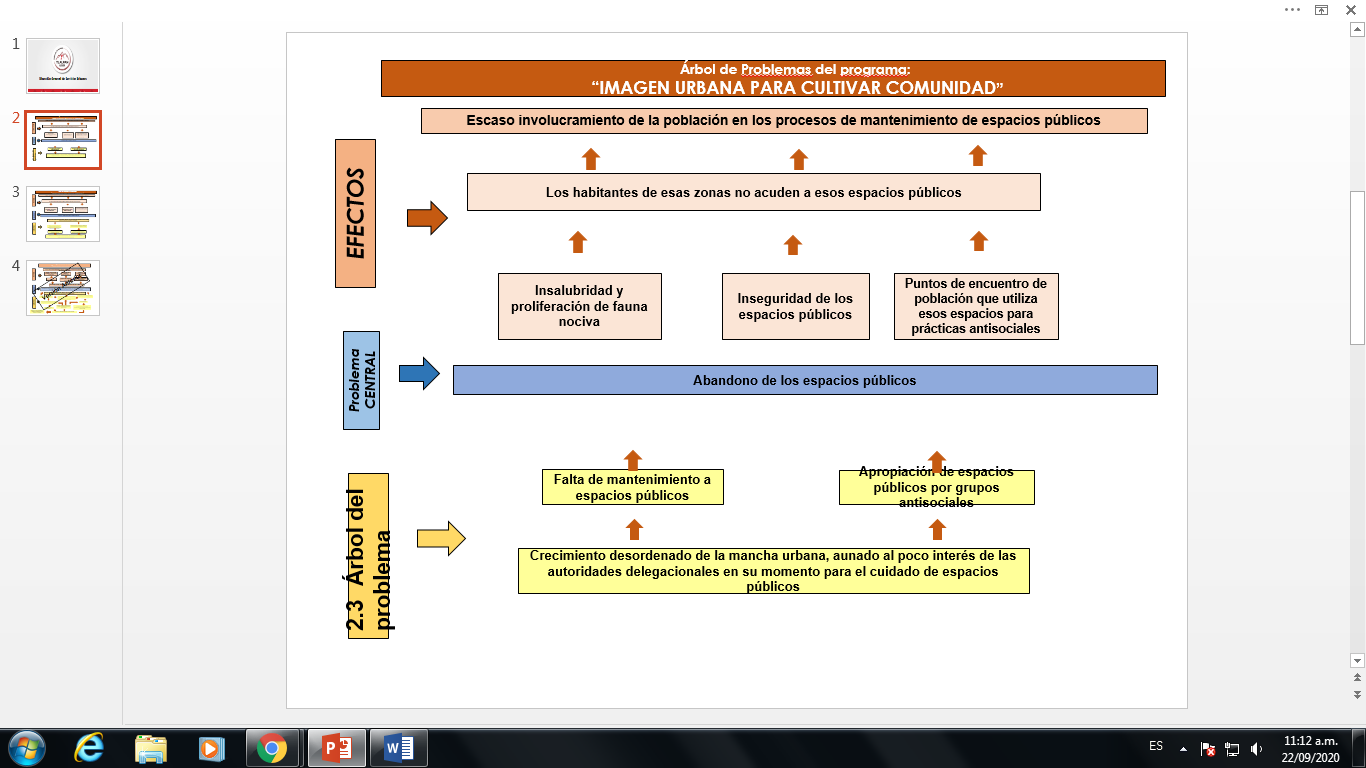 1
2
3
4
Árbol de Problemas del programa:
“IMAGEN URBANA PARA CULTIVAR COMUNIDAD”
Escaso involucramiento de la población en los procesos de mantenimiento de espacios públicos
EFECTOS
Los habitantes de esas zonas no acuden a esos espacios públicos
Insalubridad y
proliferación de fauna
nociva
Inseguridad de los
espacios públicos
Puntos de encuentro de
población que utiliza
esos espacios para
prácticas antisociales
Problema
CENTRAL
Abandono de los espacios públicos
2.3 Árbol del
problema
Falta de mantenimiento a
espacios públicos
Apropiación de espacios
públicos por grupos
antisociales
Crecimiento desordenado de la mancha urbana, aunado al poco interés de las
autoridades delegacionales en su momento para el cuidado de espacios
públicos
ES
11:12 a.m.
22/09/2020